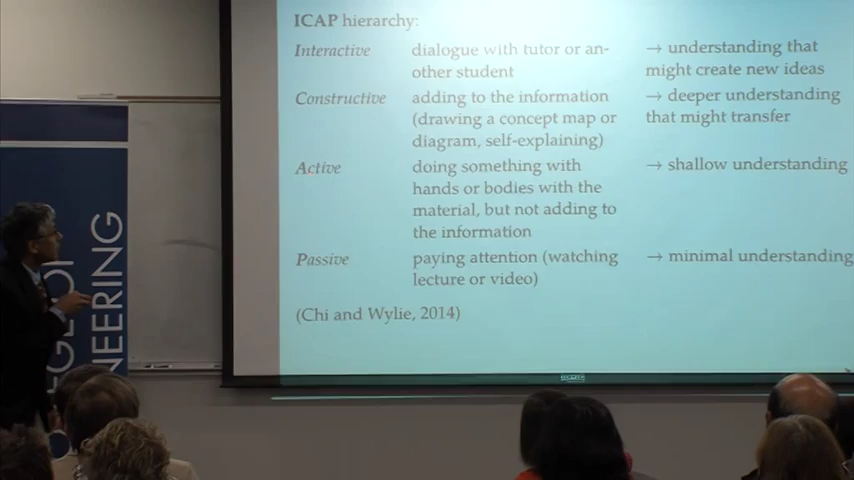 ICAP hierarchy:
Interactive dialogue with tutor or an- → understanding that
other student might create new ideas
Constructive adding to the information → deeper understanding
(drawing a concept map or that might transfer
diagram, self-explaining)
Active doing something with → shallow understanding
hands or bodies with the
material, but not adding to
the information
Passive paying attention (watching → minimal understanding
lecture or video)
(Chi and Wylie, 2014)